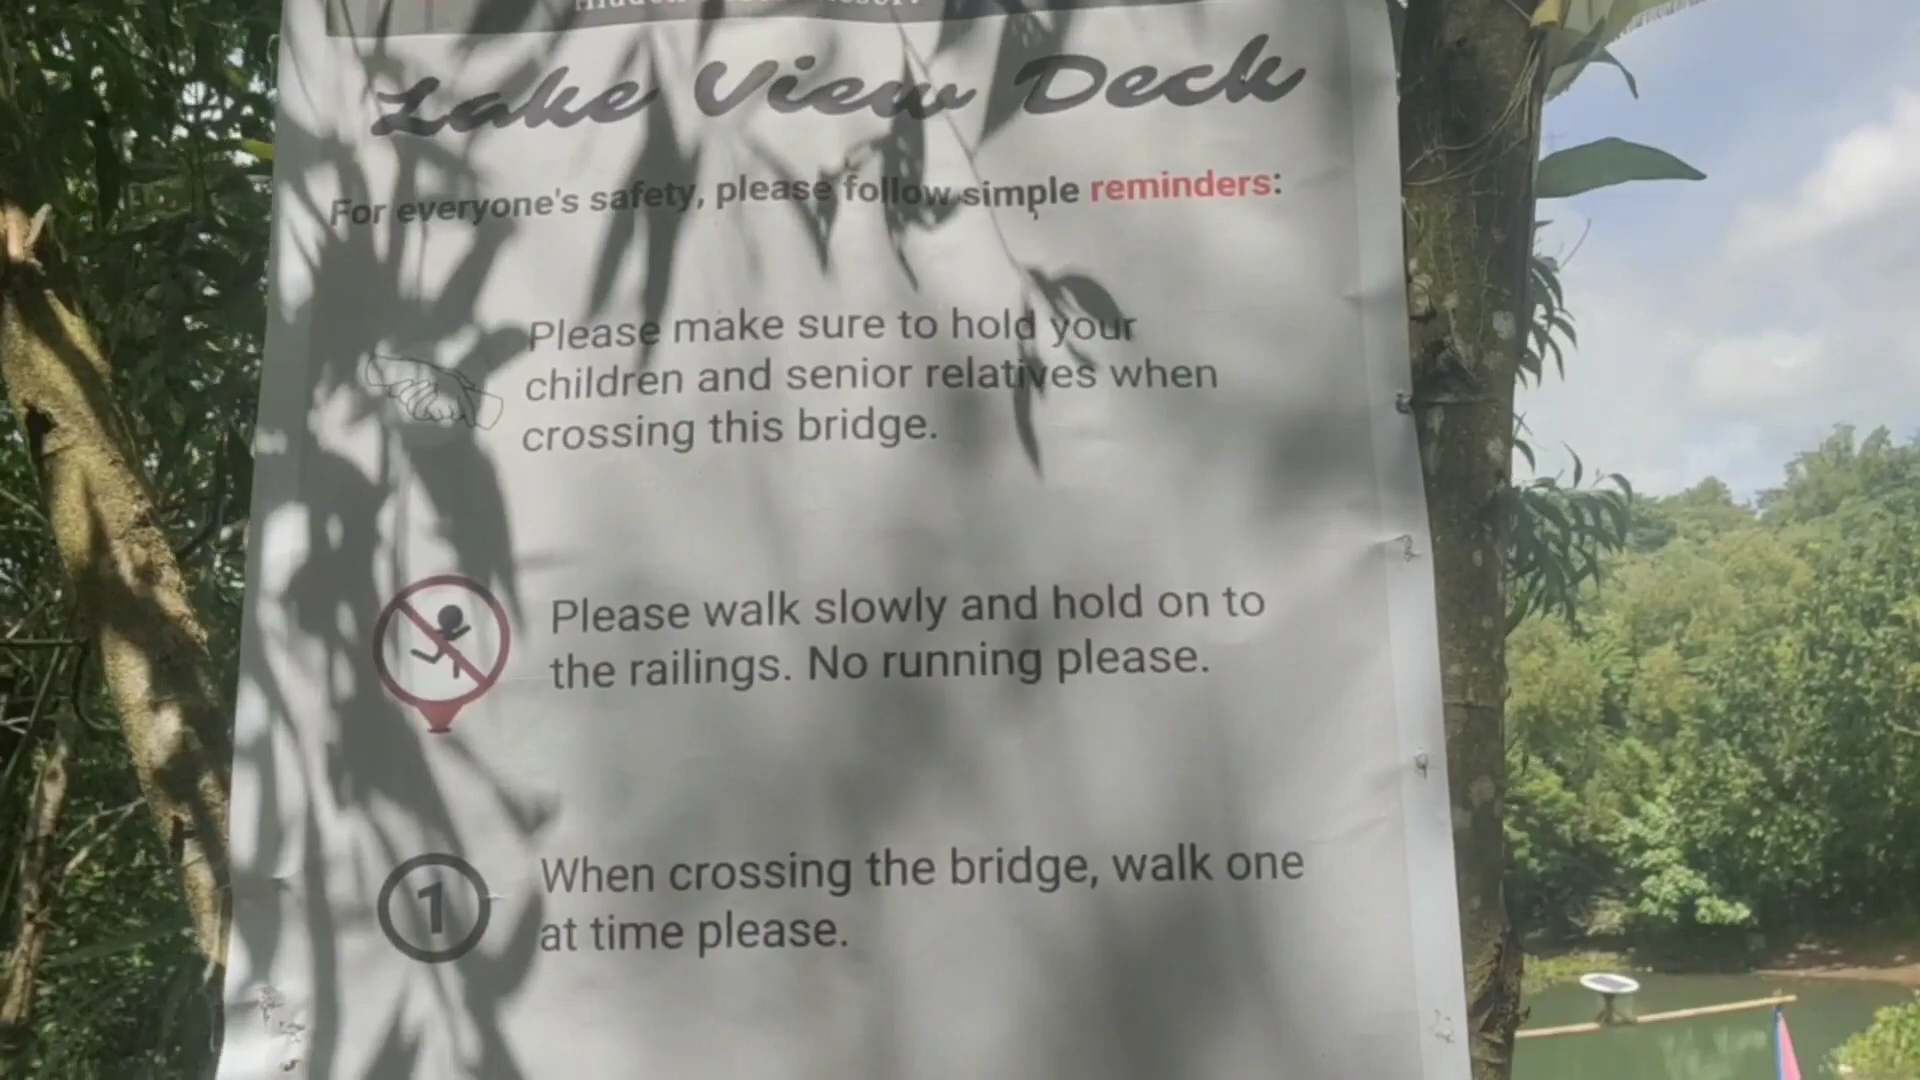 Lake View Deck
For everyone's safety, please follow simple reminders:
Please make sure to hold your
children and senior relatives when
crossing this bridge.
Please walk slowly and hold on to
the railings. No running please.
1
When crossing the bridge, walk one
at time please.